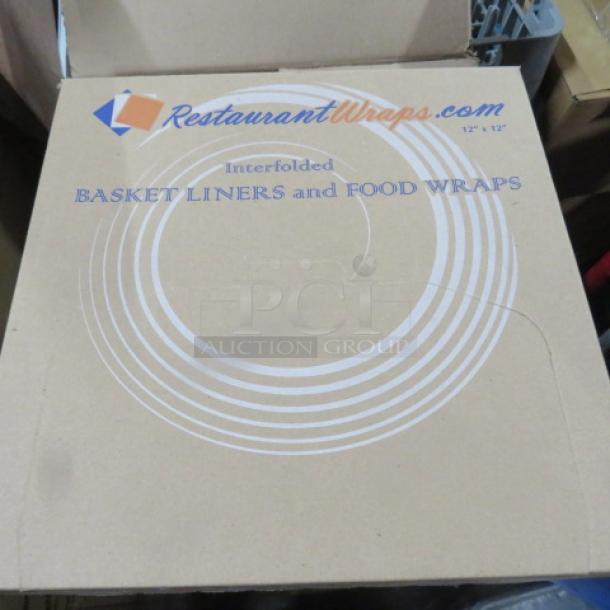 RestaurantWraps.com
12" x 12"
Interfolded
BASKET LINERS and FOOD WRAPS
PCI
AUCTION GROUP